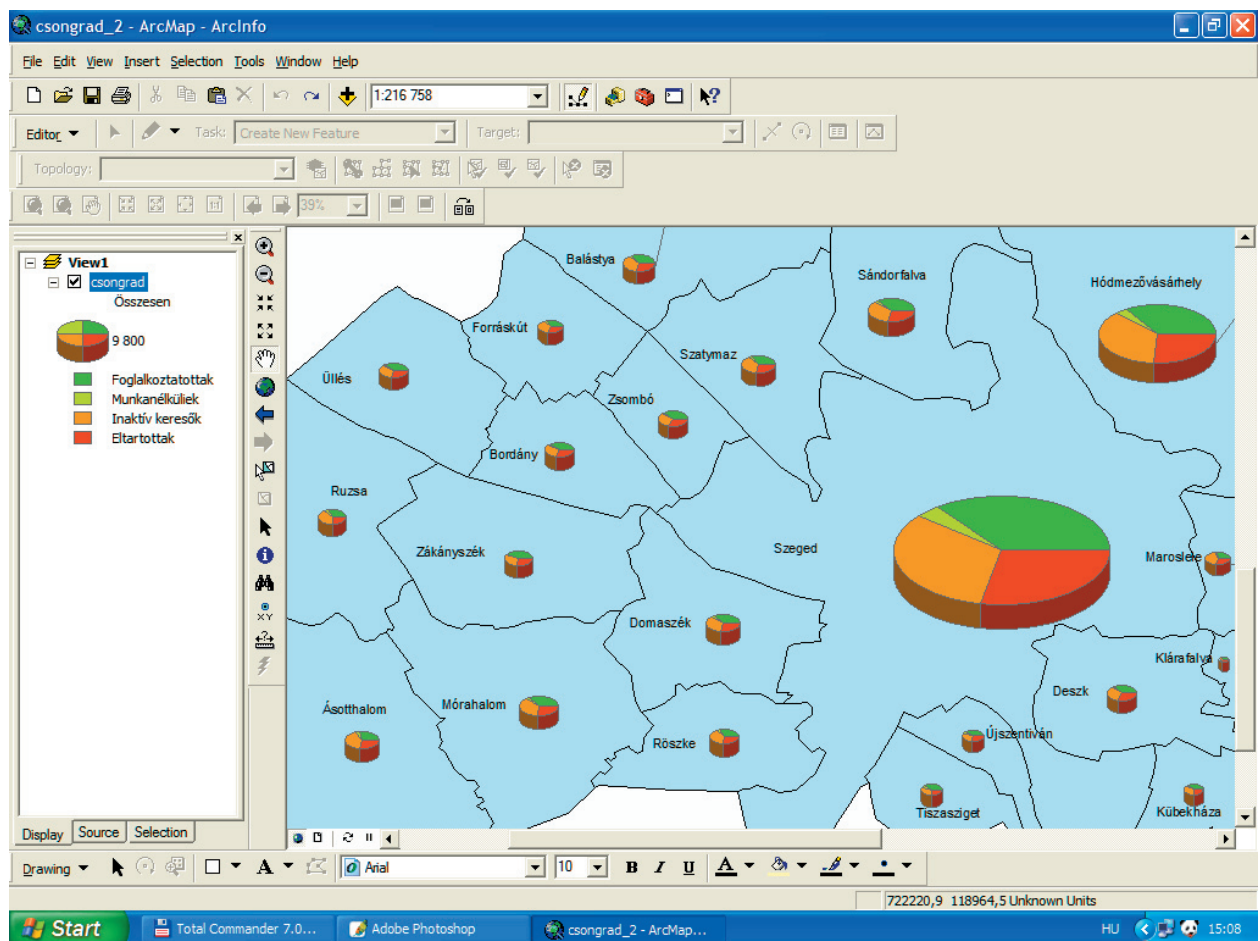 csongrad_2 - ArcMap - ArcInfo
File Edit View Insert Selection Tools Window Help
1:216 758
Editor Task: Create New Feature Target:
Topology:
39%
View1
csongrad
Összesen
9 800
Foglalkoztatottak
Munkanélküliek
Inaktív keresők
Eltartottak
Display Source Selection
Balástya
Sándorfalva
Hódmezővásárhely
Forráskút
Szatymaz
Üllés
Zsombó
Bordány
Ruzsa
Zákányszék
Szeged
Maroslele
Domaszék
Klárafalva
Deszk
Ásotthalom
Mórahalom
Röszke
Újszentiván
Tiszasziget
Kübekháza
Drawing A Arial 10 B I U A
722220,9 118964,5 Unknown Units
Start Total Commander 7.0... Adobe Photoshop csongrad_2 - ArcMap... HU 15:08